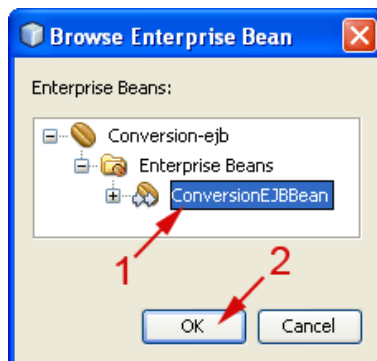 Browse Enterprise Bean
Enterprise Beans:
Conversion-ejb
Enterprise Beans
ConversionEJBBean
1
2
OK Cancel